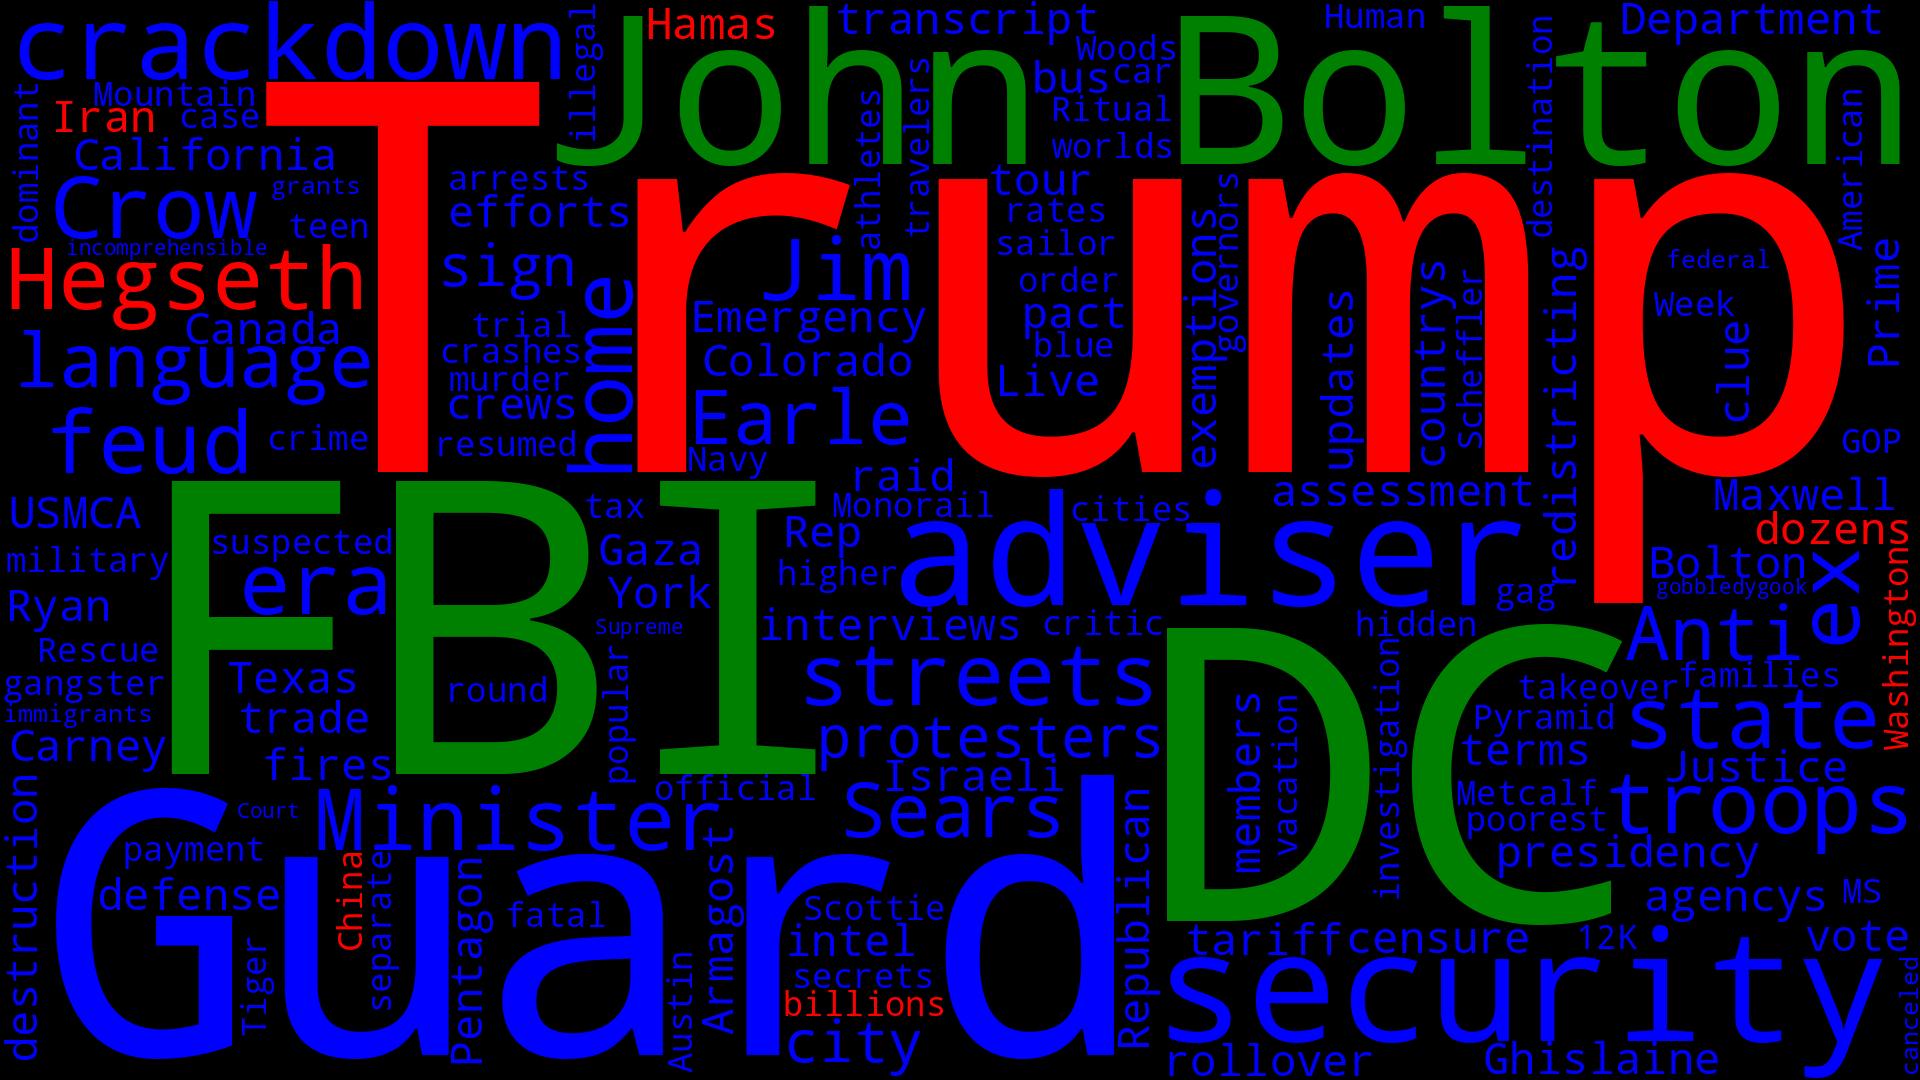 crackdown
illegal
Hamas
John Bolton
transcript
Woods
bus
car
Ritual
worlds
Human
destination
Department
dominant
Mountain
Iran
case
California
Crow
grants
teen
incomprehensible
Hegseth
Canada
language
feud
crime
Trump
arrests
efforts
sign
home
trial
crashes
murder
crews
resumed
athletes
travelers
Jim
Emergency
Colorado
Earle
Navy
raid
Monorail
tour
rates
sailor
order
pact
blue
Live
exemptions
governors
updates
countrys
Scheffler
redistricting
federal
Week
clue
American
Prime
GOP
USMCA
military
Ryan
Rescue
gangster
immigrants
Carney
FBI
suspected
era
Texas
trade
fires
round
tax
Gaza
York
Supreme
popular
official
Rep
higher
adviser
cities
assessment
interviews
critic
streets
protesters
Israeli
gag
hidden
Maxwell
dozens
Bolton
gobbledygook
ex
Anti
Washingtons
families
takeover
Pyramid
state
terms
Justice
Metcalf
poorest
troops
presidency
agencys
MS
DC
members
vacation
investigation
destruction
Court
Minister
payment
defense
China
separate
Tiger
Pentagon
Guard
fatal
Austin
Armagost
Sears
Scottie
intel
secrets
billions
city
Republican
tariff
censure
12K
vote
security
rollover
Ghislaine
canceled